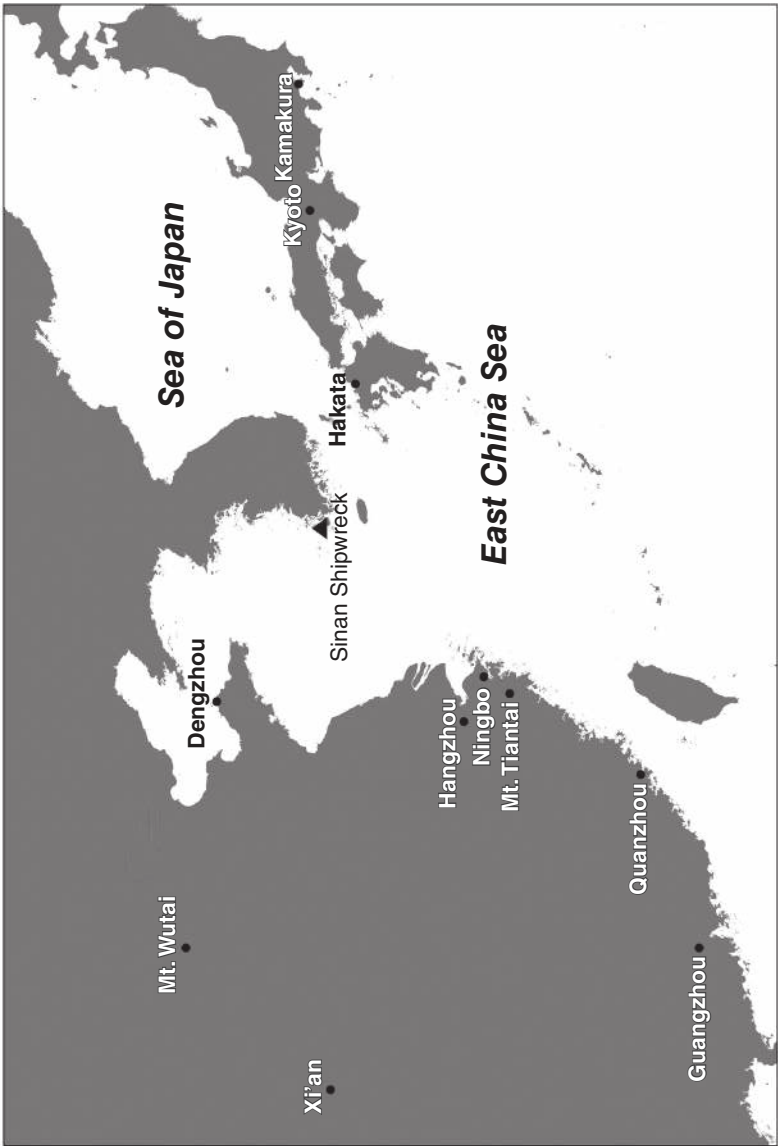 Kamakura
Kyoto
Sea of Japan
Hakata
East China Sea
Sinan Shipwreck
Dengzhou
Hangzhou
Ningbo
Mt. Tiantai
Quanzhou
Mt. Wutai
Guangzhou
Xi'an